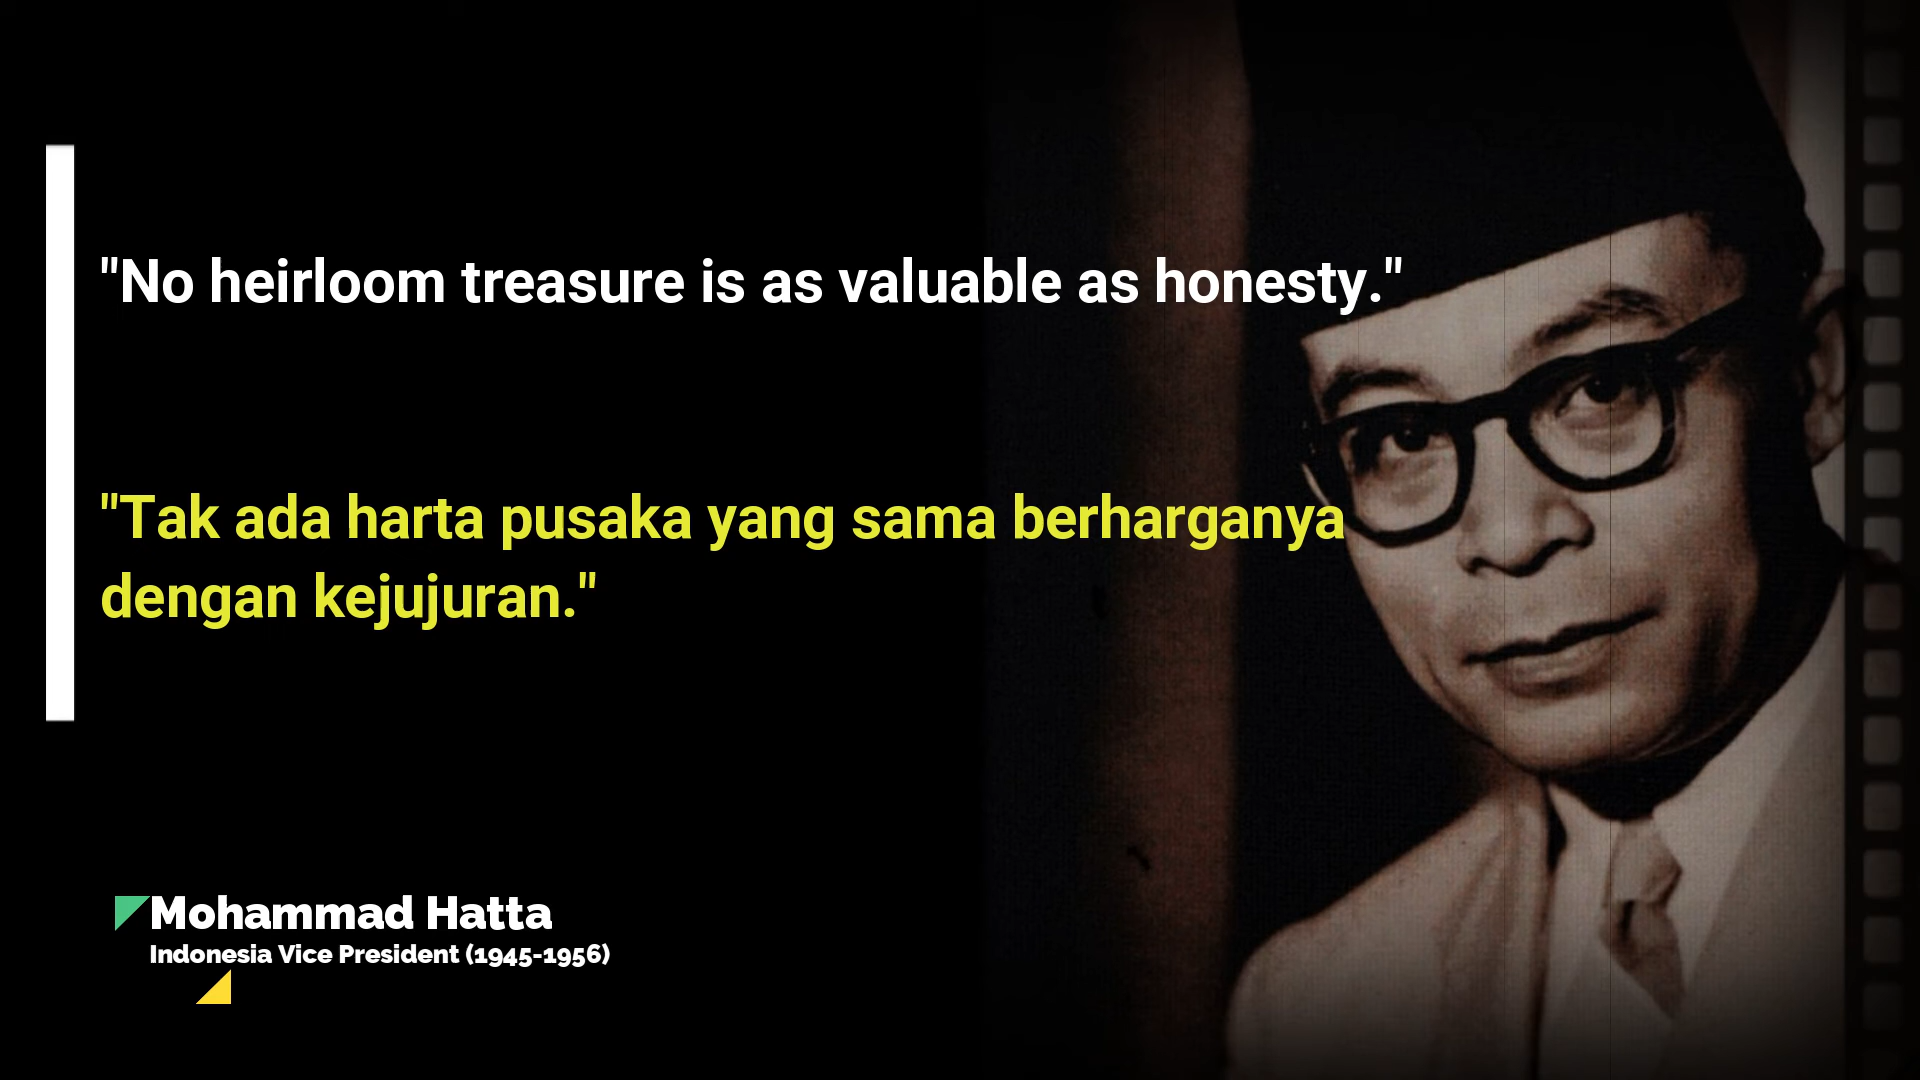 "No heirloom treasure is as valuable as honesty."
"Tak ada harta pusaka yang sama berharganya
dengan kejujuran."
Mohammad Hatta
Indonesia Vice President (1945-1956)